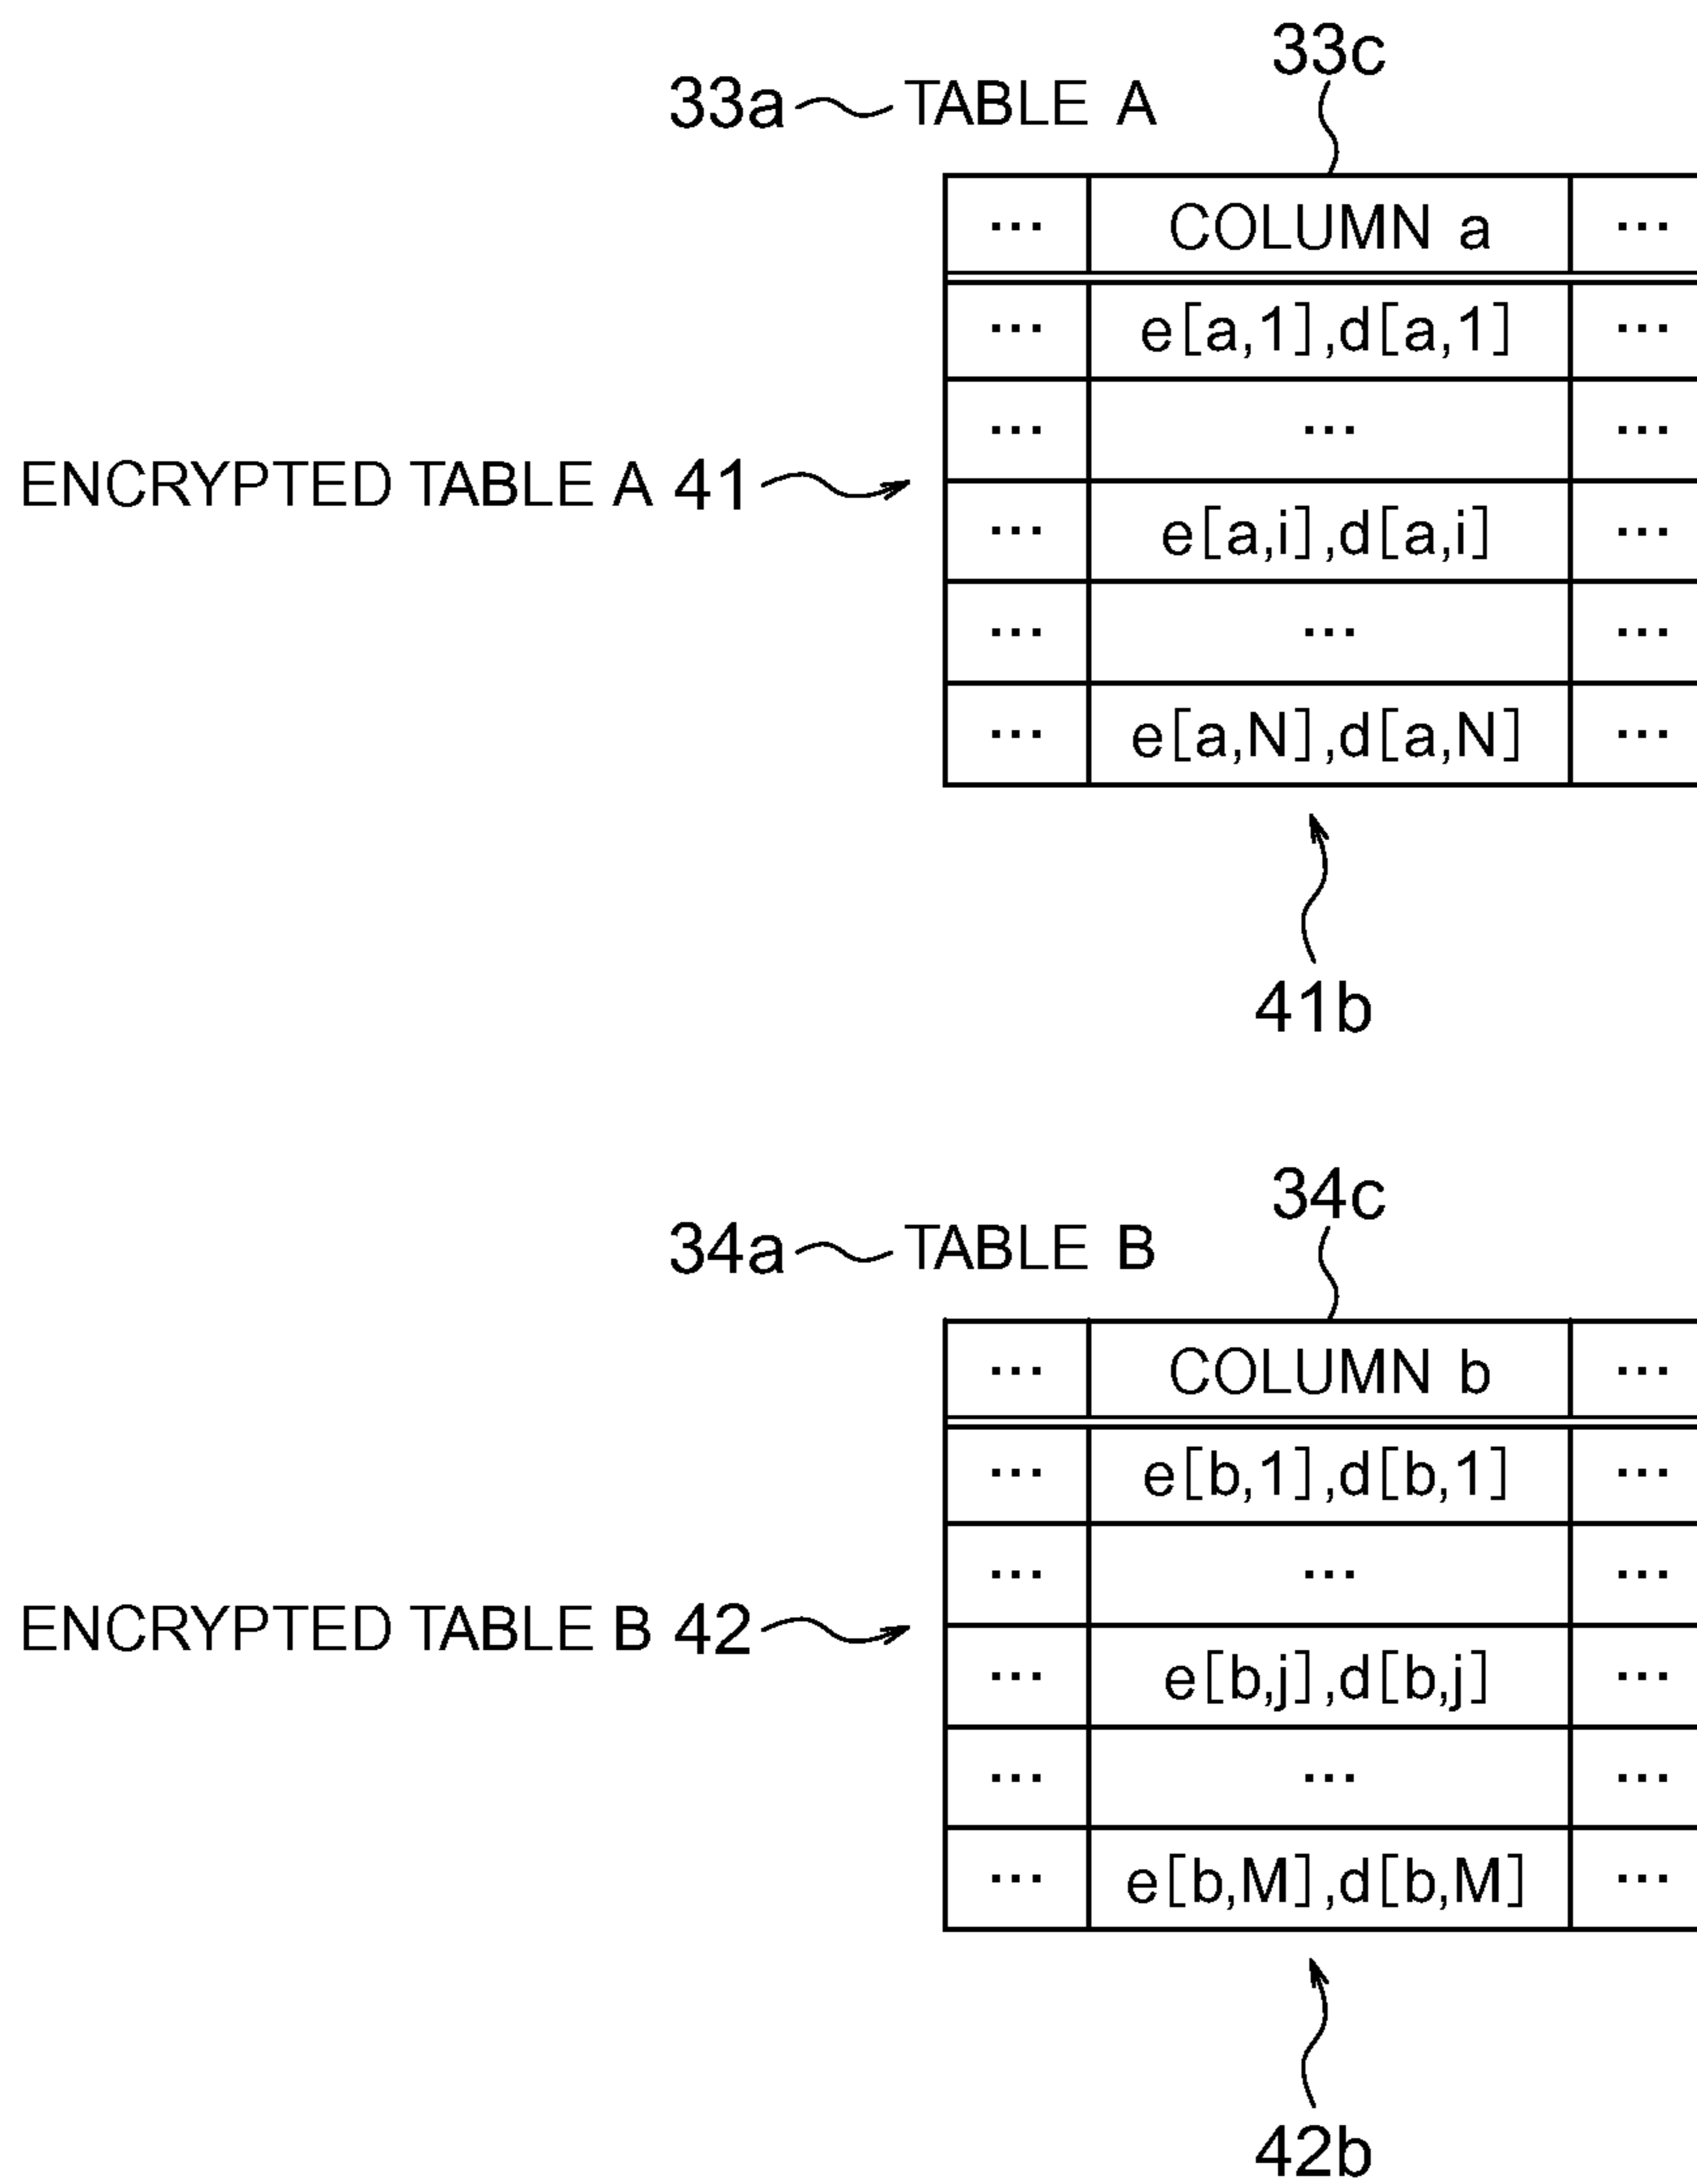 33c
33a TABLE A
··· COLUMN a ···
··· e[a,1],d[a,1] ···
··· ··· ···
ENCRYPTED TABLE A 41
··· e[a,i],d[a,i] ···
··· ··· ···
··· e[a,N],d[a,N] ···
41b
34c
34a TABLE B
··· COLUMN b ···
··· e[b,1],d[b,1] ···
··· ··· ···
ENCRYPTED TABLE B 42
··· e[b,j],d[b,j] ···
··· ··· ···
··· e[b,M],d[b,M] ···
42b